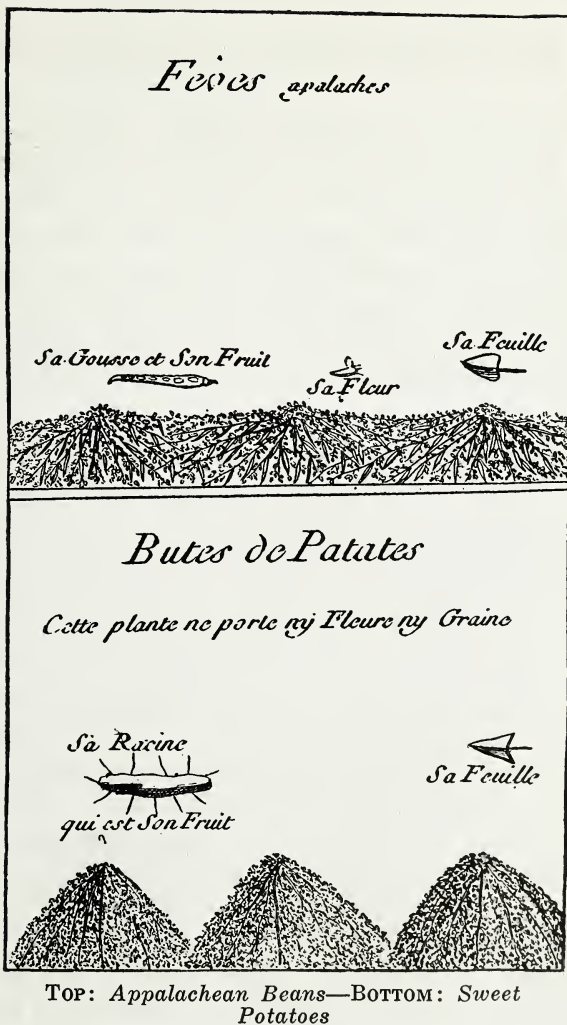 Feves apalaches
Sa Gousse et Son Fruit
Sa Fleur
Sa Feuille
Butes de Patates
Cette plante ne porte ny Fleure ny Graine
Sa Racine
qui est Son Fruit
Sa Feuille
TOP: Appalachean Beans—BOTTOM: Sweet
Potatoes